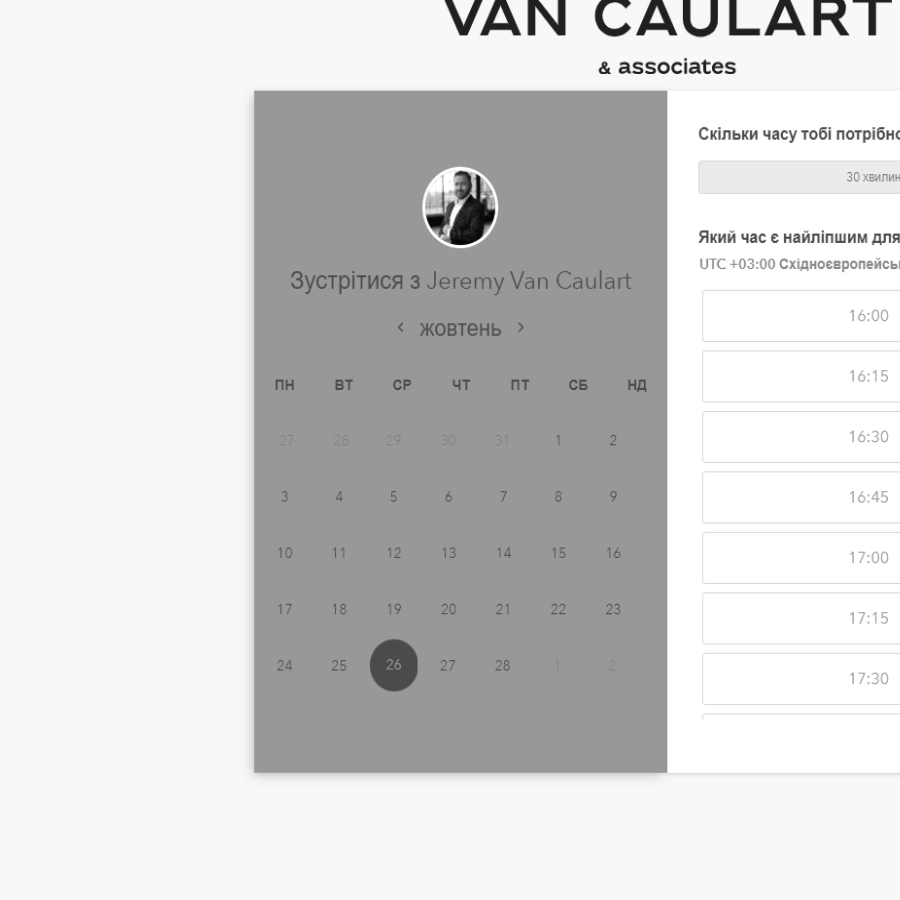 VAN CAULART
& associates
Зустрітися з Jeremy Van Caulart
жовтень
ПН ВТ СР ЧТ ПТ СБ НД
27 28 29 30 31 1 2
3 4 5 6 7 8 9
10 11 12 13 14 15 16
17 18 19 20 21 22 23
24 25 26 27 28 1 2
Скільки часу тобі
30
Який час є найліпшим для
UTC +03:00
16:00
16:15
16:30
16:45
17:00
17:15
17:30